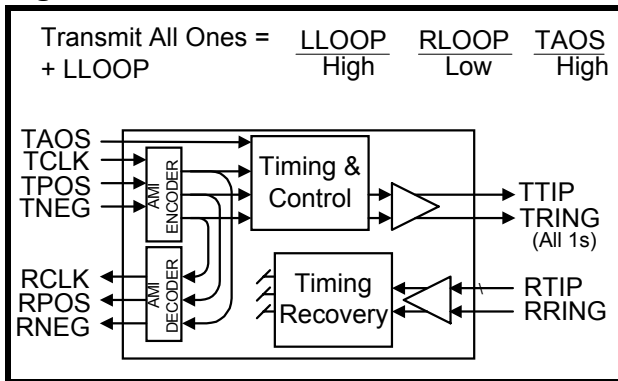 Transmit All Ones = LLOOP RLOOP TAOS
+ LLOOP High Low High
TAOS
TCLK
TPOS
TNEG
AMI
ENCODER
Timing &
Control
TTIP
TRING
(All 1s)
RCLK
RPOS
RNEG
AMI
DECODER
Timing
Recovery
RTIP
RRING